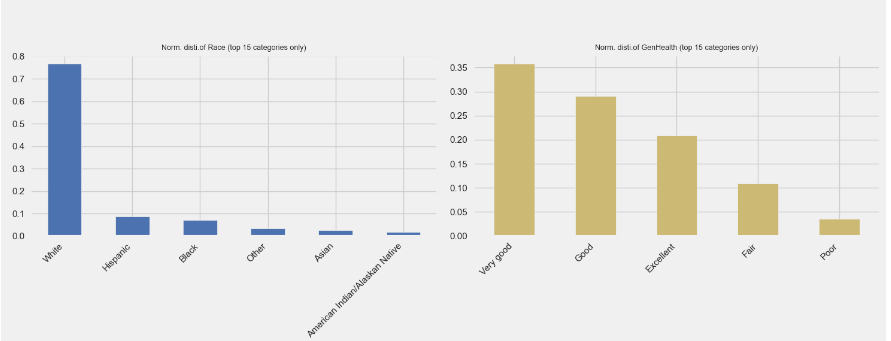 Norm. disti.of Race (top 15 categories only)
0.8
0.7
0.6
0.5
0.4
0.3
0.2
0.1
0.0
White
Hispanic
Black
Other
Asian
American Indian/Alaskan Native
Norm. disti.of GenHealth (top 15 categories only)
0.35
0.30
0.25
0.20
0.15
0.10
0.05
0.00
Very good
Good
Excellent
Fair
Poor